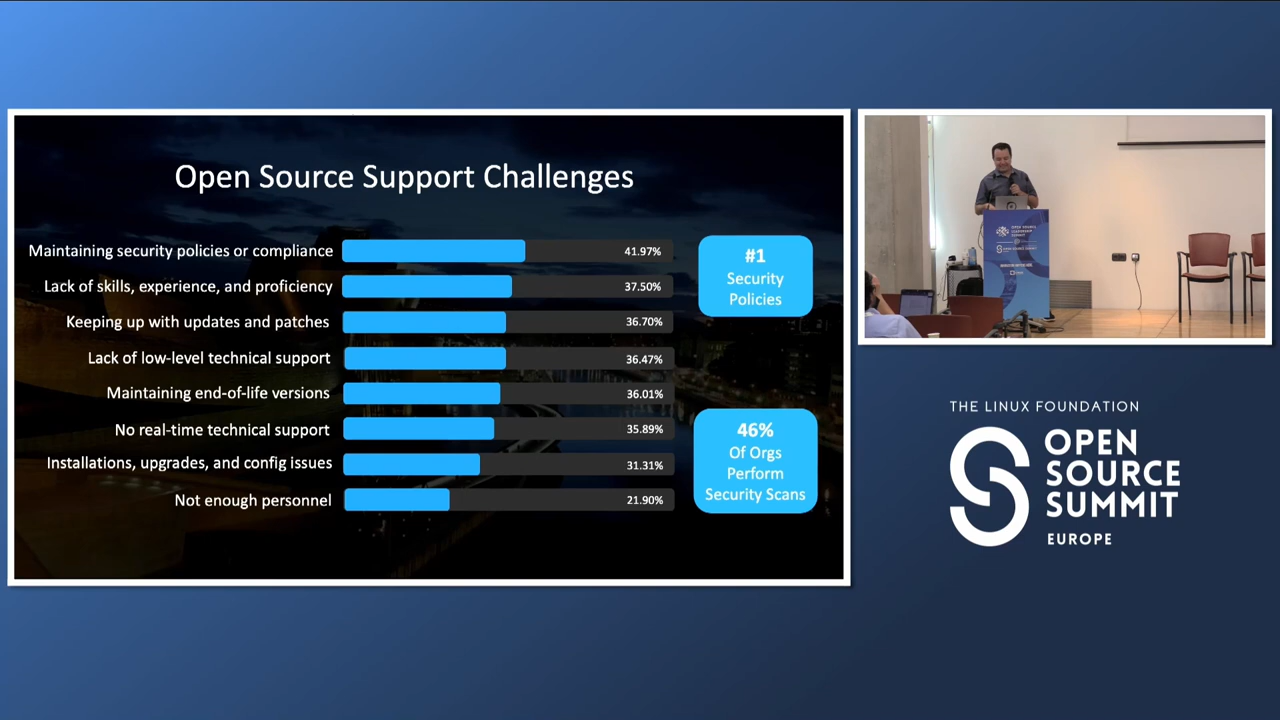 Open Source Support Challenges
Maintaining security policies or compliance 41.97%
Lack of skills, experience, and proficiency 37.50%
Keeping up with updates and patches 36.70%
Lack of low-level technical support 36.47%
Maintaining end-of-life versions 36.01%
No real-time technical support 35.89%
Installations, upgrades, and config issues 31.31%
Not enough personnel 21.90%
#1
Security
Policies
46%
Of Orgs
Perform
Security Scans
THE LINUX FOUNDATION
OPEN
SOURCE
SUMMIT
EUROPE